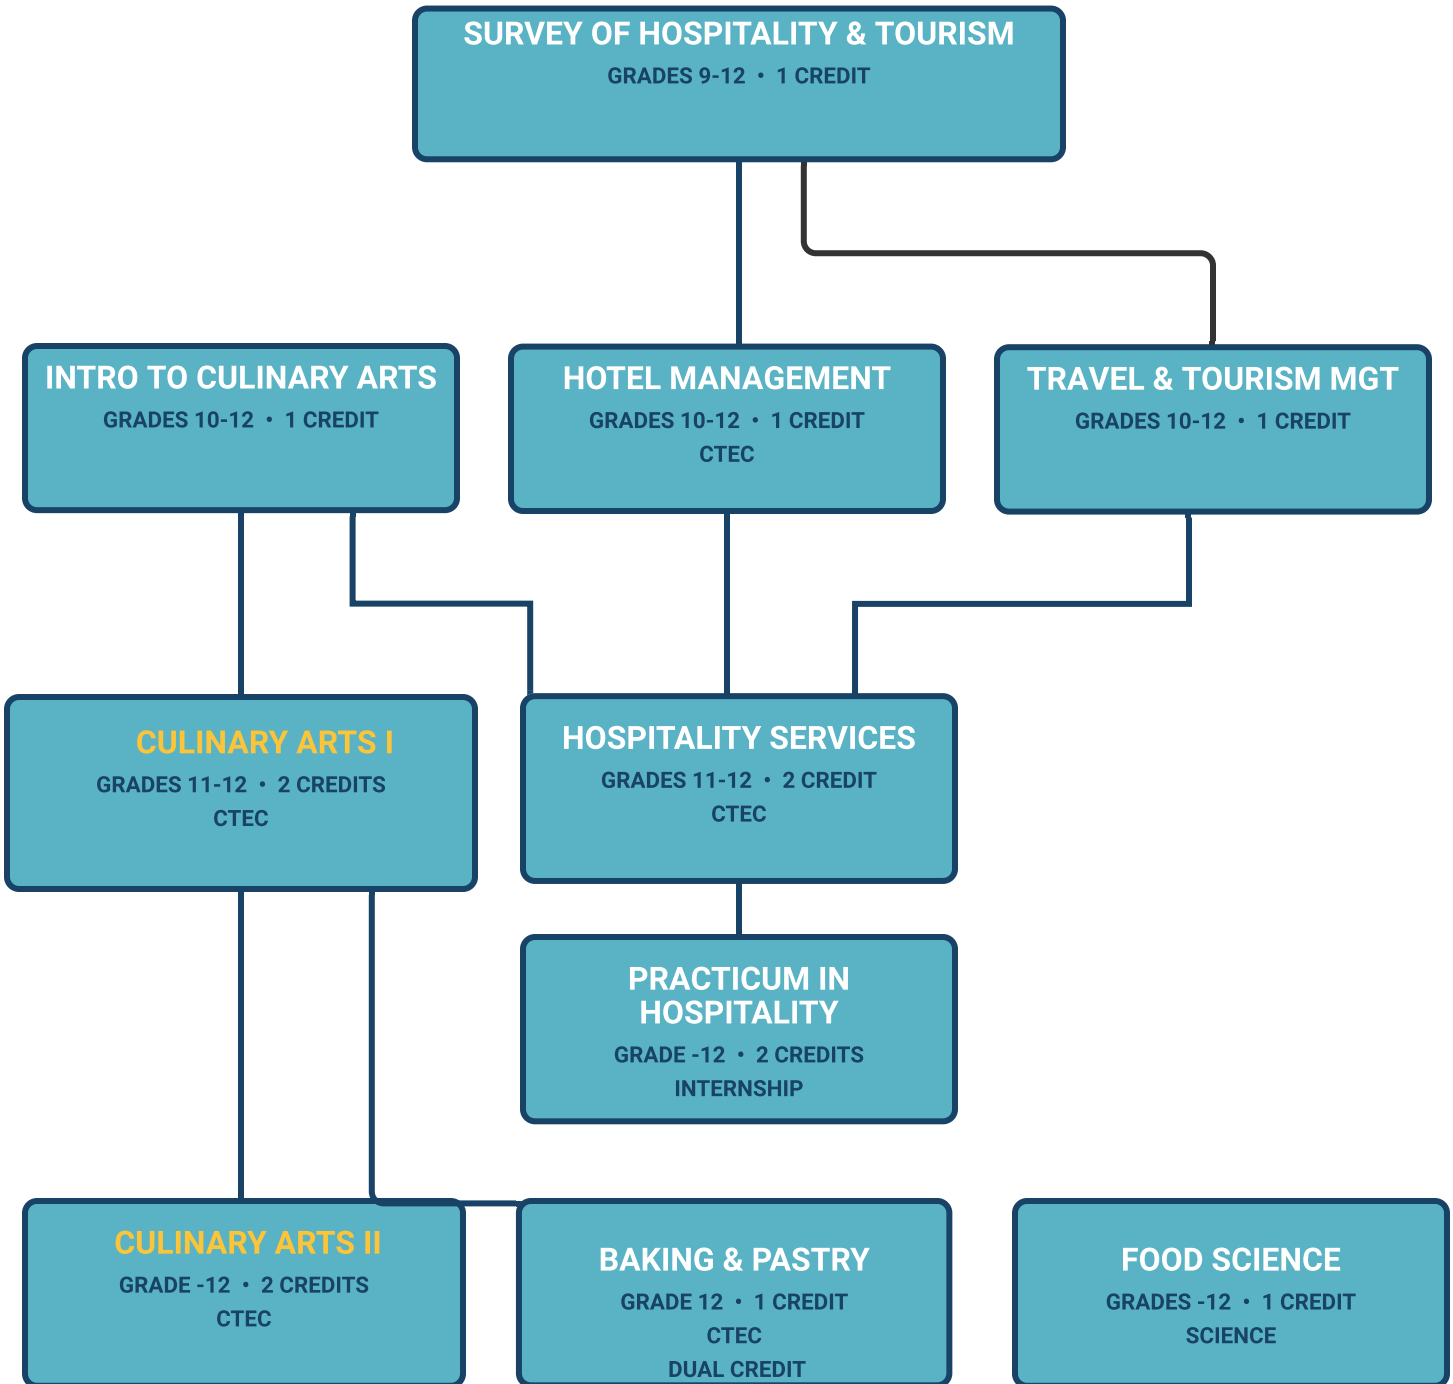 SURVEY OF HOSPITALITY & TOURISM
GRADES 9-12 • 1 CREDIT
INTRO TO CULINARY ARTS
GRADES 10-12 • 1 CREDIT
HOTEL MANAGEMENT
GRADES 10-12 • 1 CREDIT
CTEC
TRAVEL & TOURISM MGT
GRADES 10-12 • 1 CREDIT
CULINARY ARTS I
GRADES 11-12 • 2 CREDITS
CTEC
HOSPITALITY SERVICES
GRADES 11-12 • 2 CREDIT
CTEC
PRACTICUM IN
HOSPITALITY
GRADE -12 • 2 CREDITS
INTERNSHIP
CULINARY ARTS II
GRADE -12 • 2 CREDITS
CTEC
BAKING & PASTRY
GRADE 12 • 1 CREDIT
CTEC
DUAL CREDIT
FOOD SCIENCE
GRADES -12 • 1 CREDIT
SCIENCE